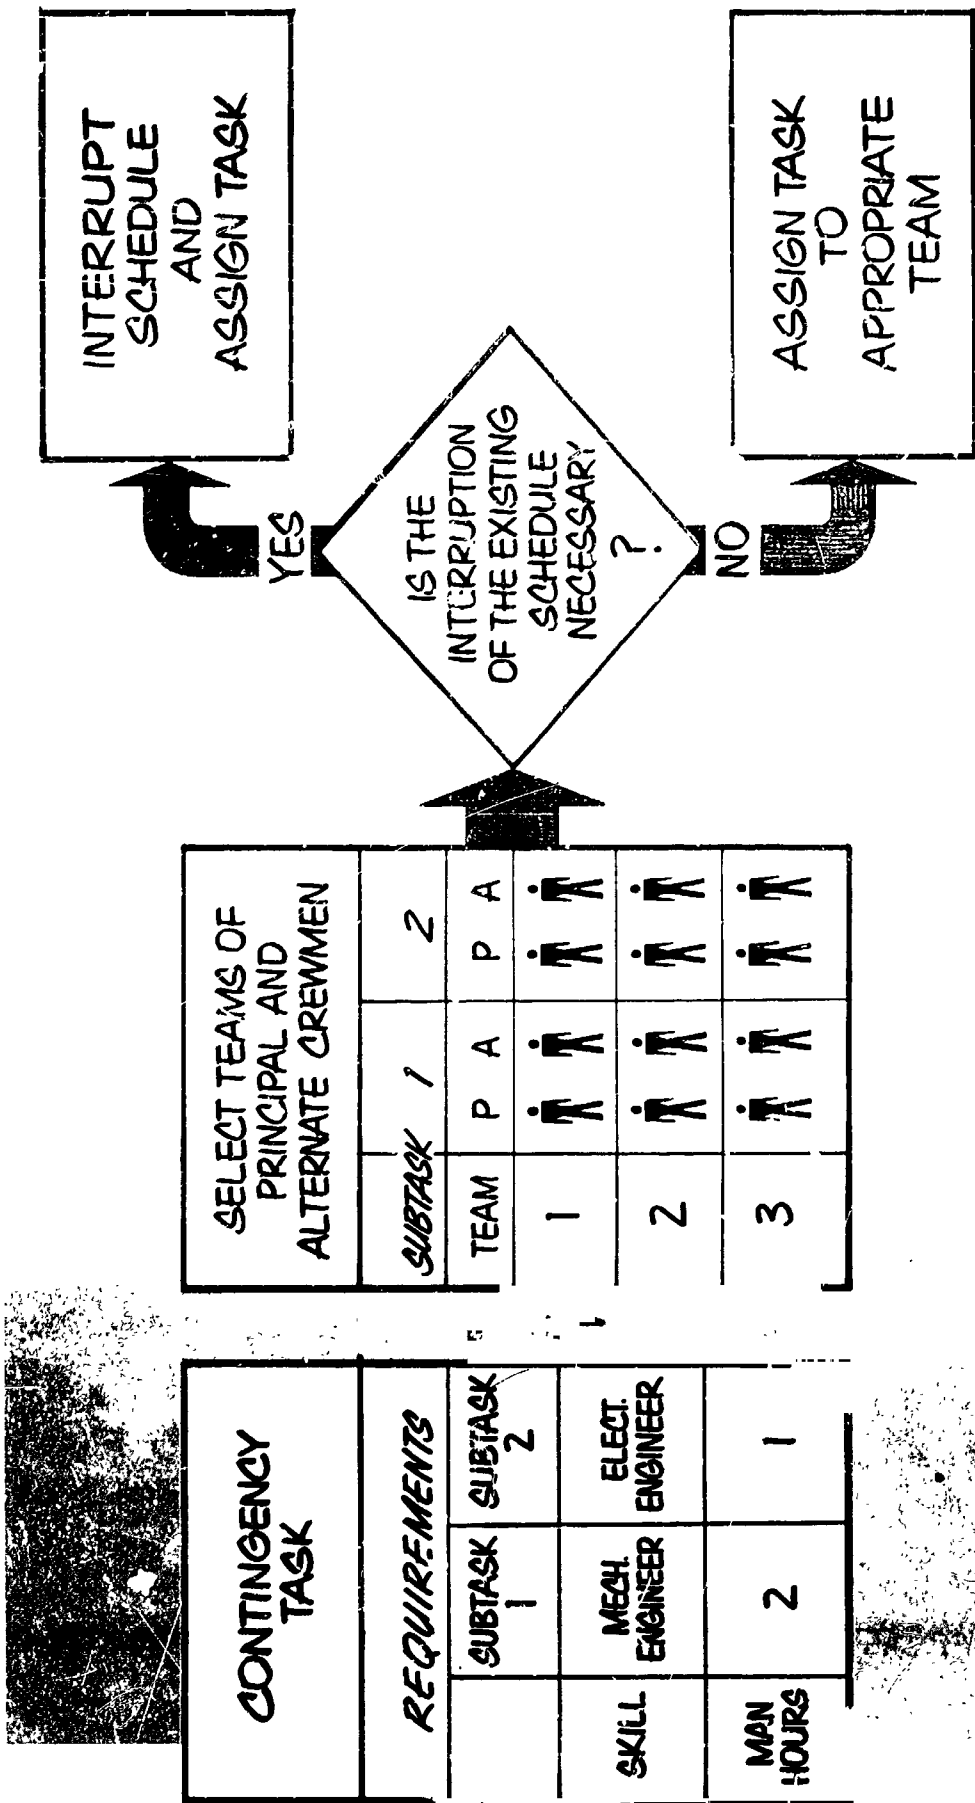 CONTINGENCY
TASK
REQUIREMENTS
SUBTASK 1 SUBTASK 2
SKILL MECH. ENGINEER ELECT. ENGINEER
MAN HOURS 2 1
SELECT TEAMS OF
PRINCIPAL AND
ALTERNATE CREWMEN
SUBTASK 1 2
TEAM P A P A
1
2
3
IS THE
INTERRUPTION
OF THE EXISTING
SCHEDULE
NECESSARY
?
YES
INTERRUPT
SCHEDULE
AND
ASSIGN TASK
NO
ASSIGN TASK
TO
APPROPRIATE
TEAM